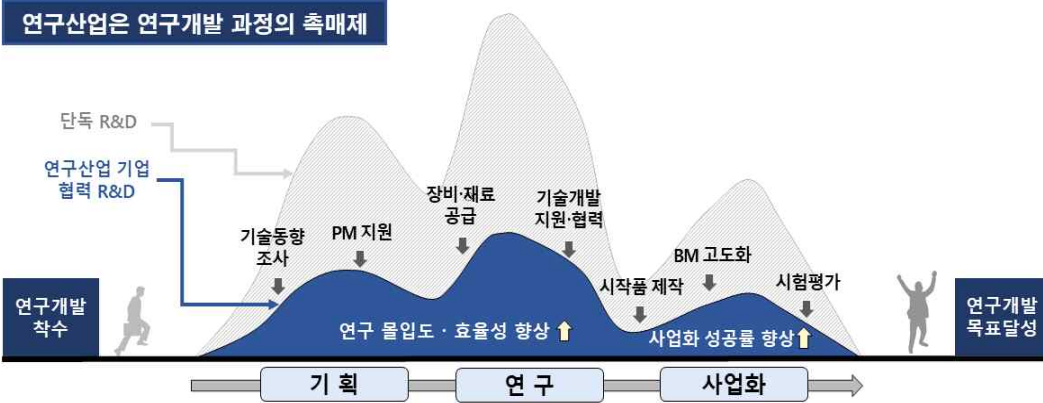 연구산업은 연구개발 과정의 촉매제
단독 R&D
연구산업 기업
협력 R&D
기술동향
조사
PM 지원
장비·재료
공급
기술개발
지원·협력
시작품 제작
BM 고도화
시험평가
연구개발
착수
연구 몰입도 · 효율성 향상
사업화 성공률 향상
연구개발
목표달성
기 획
연 구
사업화